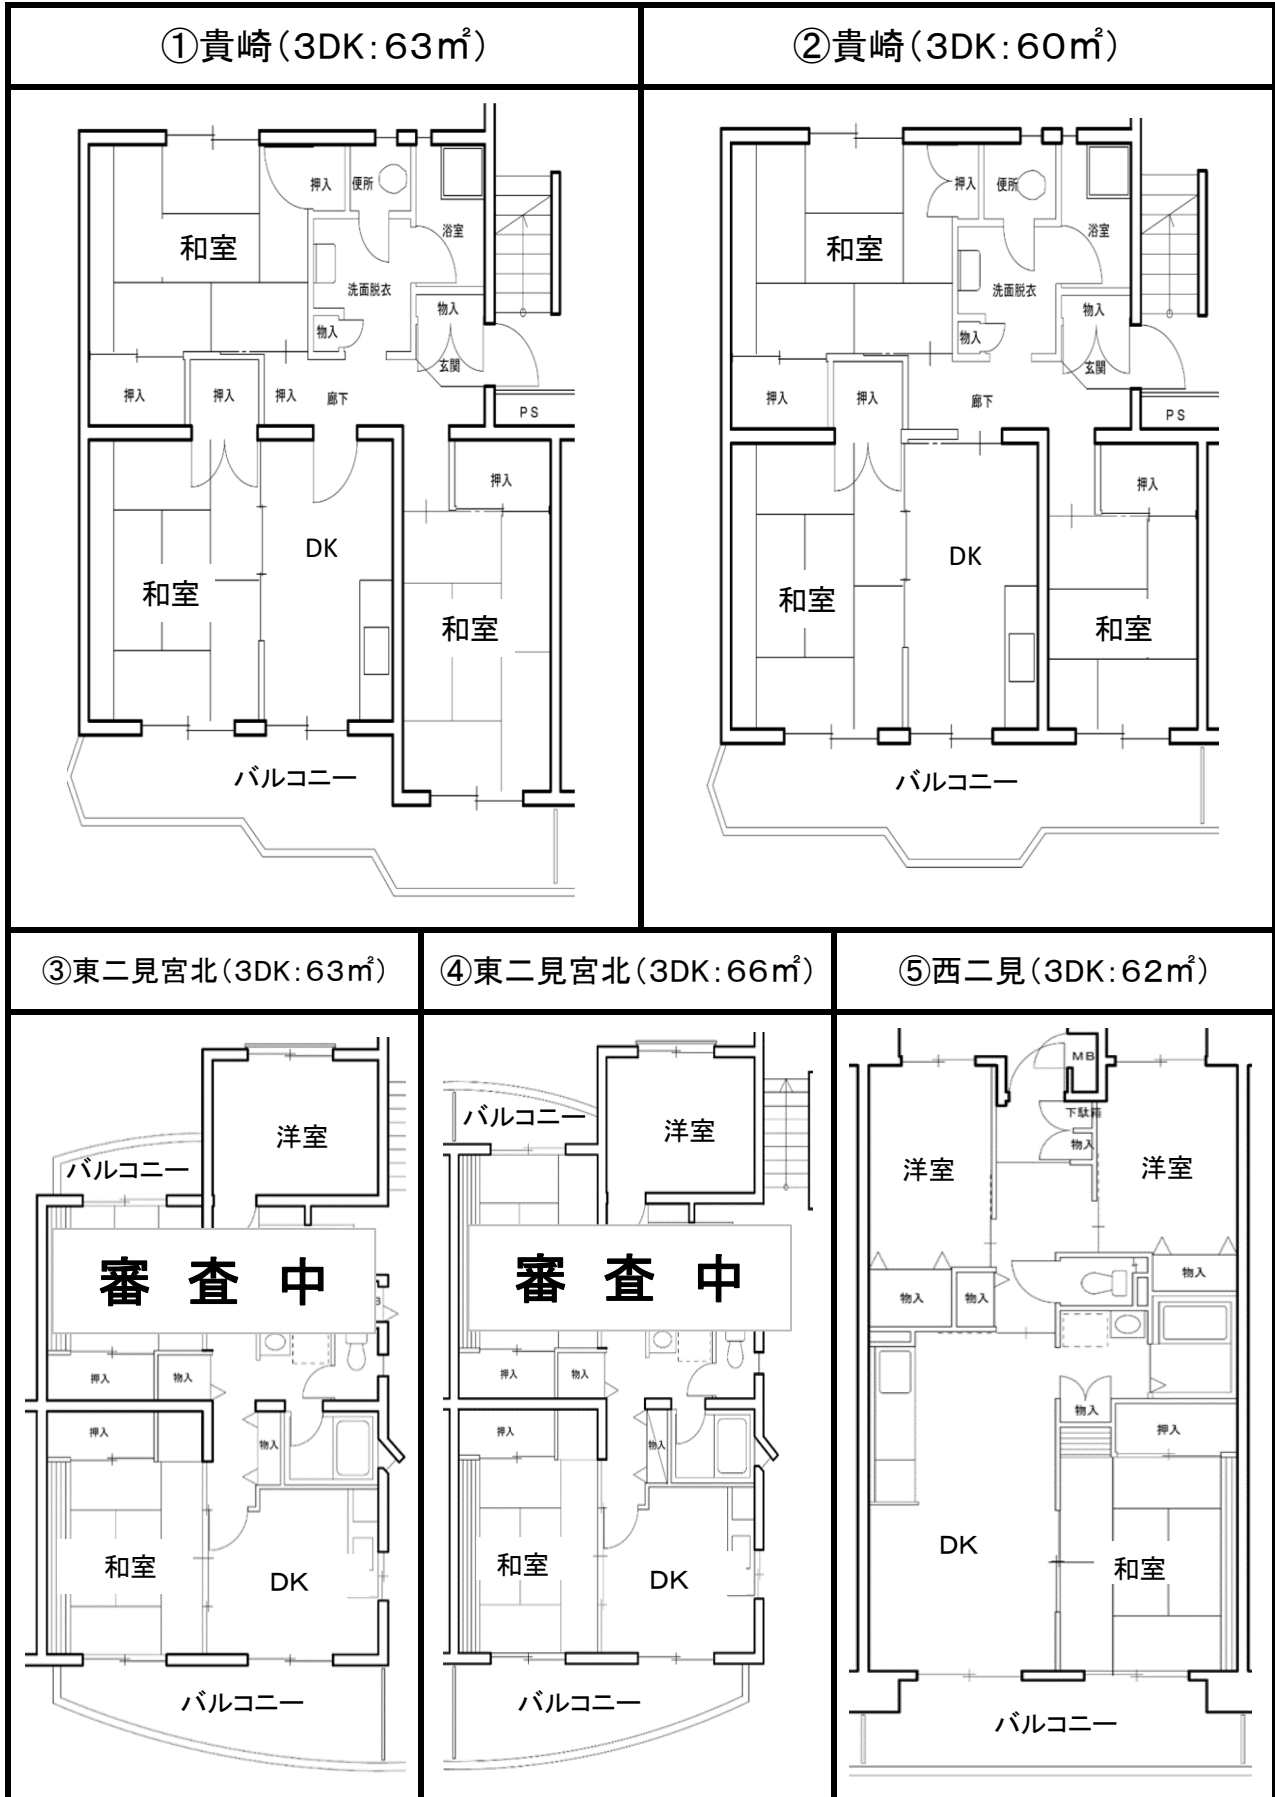 ①貴崎(3DK:63㎡)
②貴崎(3DK:60㎡)
押入
便所
浴室
和室
洗面脱衣
物入
物入
玄関
押入
押入
押入
廊下
PS
押入
DK
和室
和室
バルコニー
押入
便所
浴室
和室
洗面脱衣
物入
物入
玄関
押入
押入
廊下
PS
押入
DK
和室
和室
バルコニー
③東二見宮北(3DK:63㎡)
④東二見宮北(3DK:66㎡)
⑤西二見(3DK:62㎡)
洋室
バルコニー
審査中
押入
物入
押入
物入
和室
DK
バルコニー
バルコニー
洋室
審査中
押入
物入
押入
物入
和室
DK
バルコニー
MB
下駄箱
物入
洋室
洋室
物入
物入
物入
物入
押入
DK
和室
バルコニー